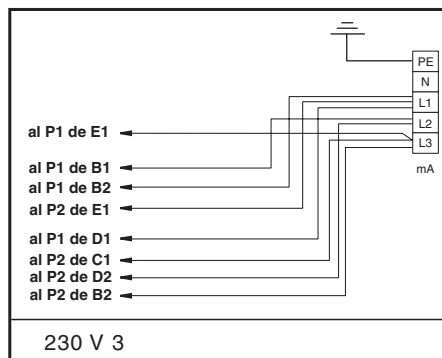 PE
N
L1
L2
L3
mA
al P1 de E1
al P1 de B1
al P1 de B2
al P2 de E1
al P1 de D1
al P2 de C1
al P2 de D2
al P2 de B2
230 V 3